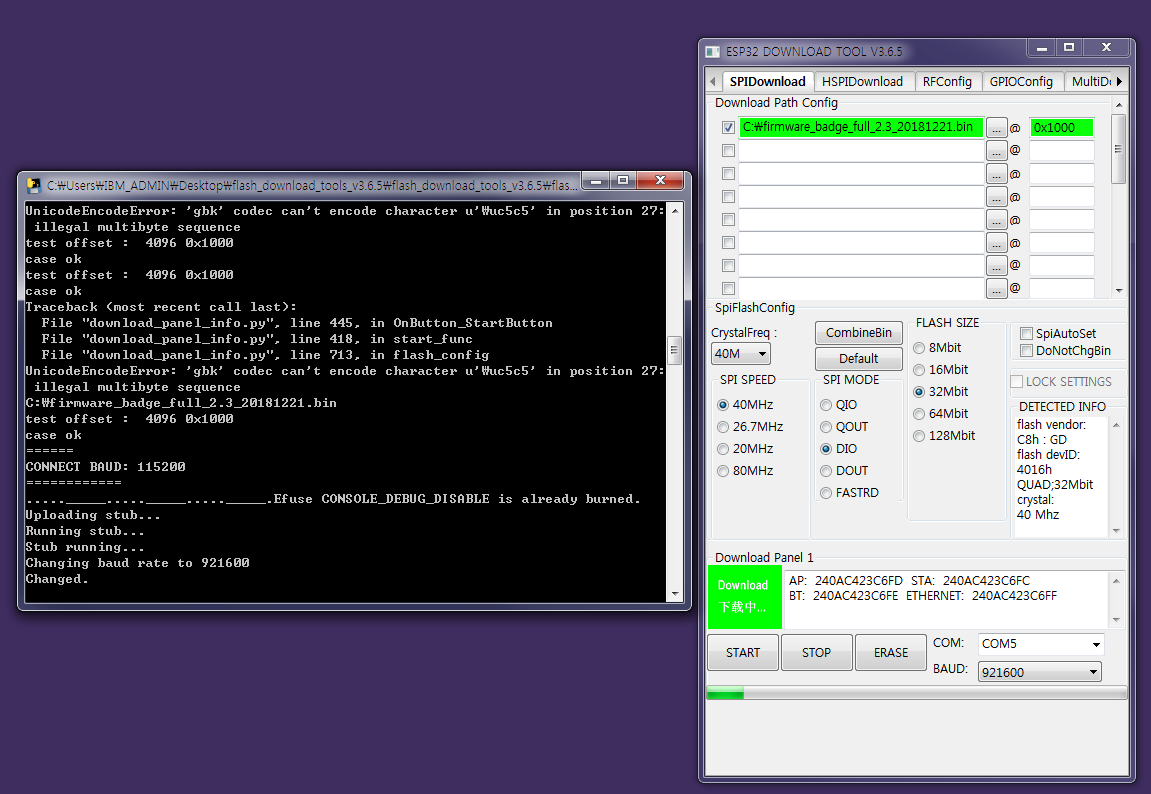 C:₩Users₩IBM_ADMIN₩Desktop₩flash_download_tools_v3.6.5₩flash_download_tools_v3.6.5₩flas...
UnicodeEncodeError: 'gbk' codec can't encode character u'₩uc5c5' in position 27:
illegal multibyte sequence
test offset :  4096 0x1000
case ok
test offset :  4096 0x1000
case ok
Traceback (most recent call last):
File "download_panel_info.py", line 445, in OnButton_StartButton
File "download_panel_info.py", line 418, in start_func
File "download_panel_info.py", line 713, in flash_config
UnicodeEncodeError: 'gbk' codec can't encode character u'₩uc5c5' in position 27:
illegal multibyte sequence
C:₩firmware_badge_full_2.3_20181221.bin
test offset :  4096 0x1000
case ok
======
CONNECT BAUD: 115200
============
....._____....._____....._____.Efuse CONSOLE_DEBUG_DISABLE is already burned.
Uploading stub...
Running stub...
Stub running...
Changing baud rate to 921600
Changed.
ESP32 DOWNLOAD TOOL V3.6.5
SPIDownload HSPIDownload RFConfig GPIOConfig MultiDo
Download Path Config
C:₩firmware_badge_full_2.3_20181221.bin ... @ 0x1000
... @
... @
... @
... @
... @
... @
... @
SpiFlashConfig
CrystalFreq :
40M
CombineBin
Default
SPI SPEED
40MHz
26.7MHz
20MHz
80MHz
SPI MODE
QIO
QOUT
DIO
DOUT
FASTRD
FLASH SIZE
8Mbit
16Mbit
32Mbit
64Mbit
128Mbit
SpiAutoSet
DoNotChgBin
LOCK SETTINGS
DETECTED INFO
flash vendor:
C8h : GD
flash devID:
4016h
QUAD;32Mbit
crystal:
40 Mhz
Download Panel 1
Download
下载中...
AP:  240AC423C6FD  STA:  240AC423C6FC
BT:  240AC423C6FE  ETHERNET:  240AC423C6FF
START STOP ERASE
COM: COM5
BAUD: 921600